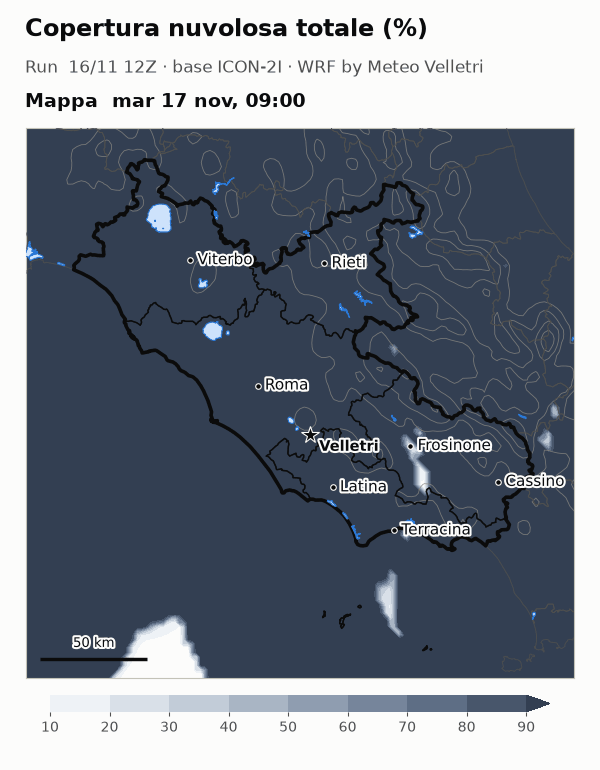 Copertura nuvolosa totale (%)
Run 16/11 12Z · base ICON-2I · WRF by Meteo Velletri
Mappa mar 17 nov, 09:00
Viterbo
Rieti
Roma
Velletri
Frosinone
Latina
Cassino
Terracina
50 km
10 20 30 40 50 60 70 80 90